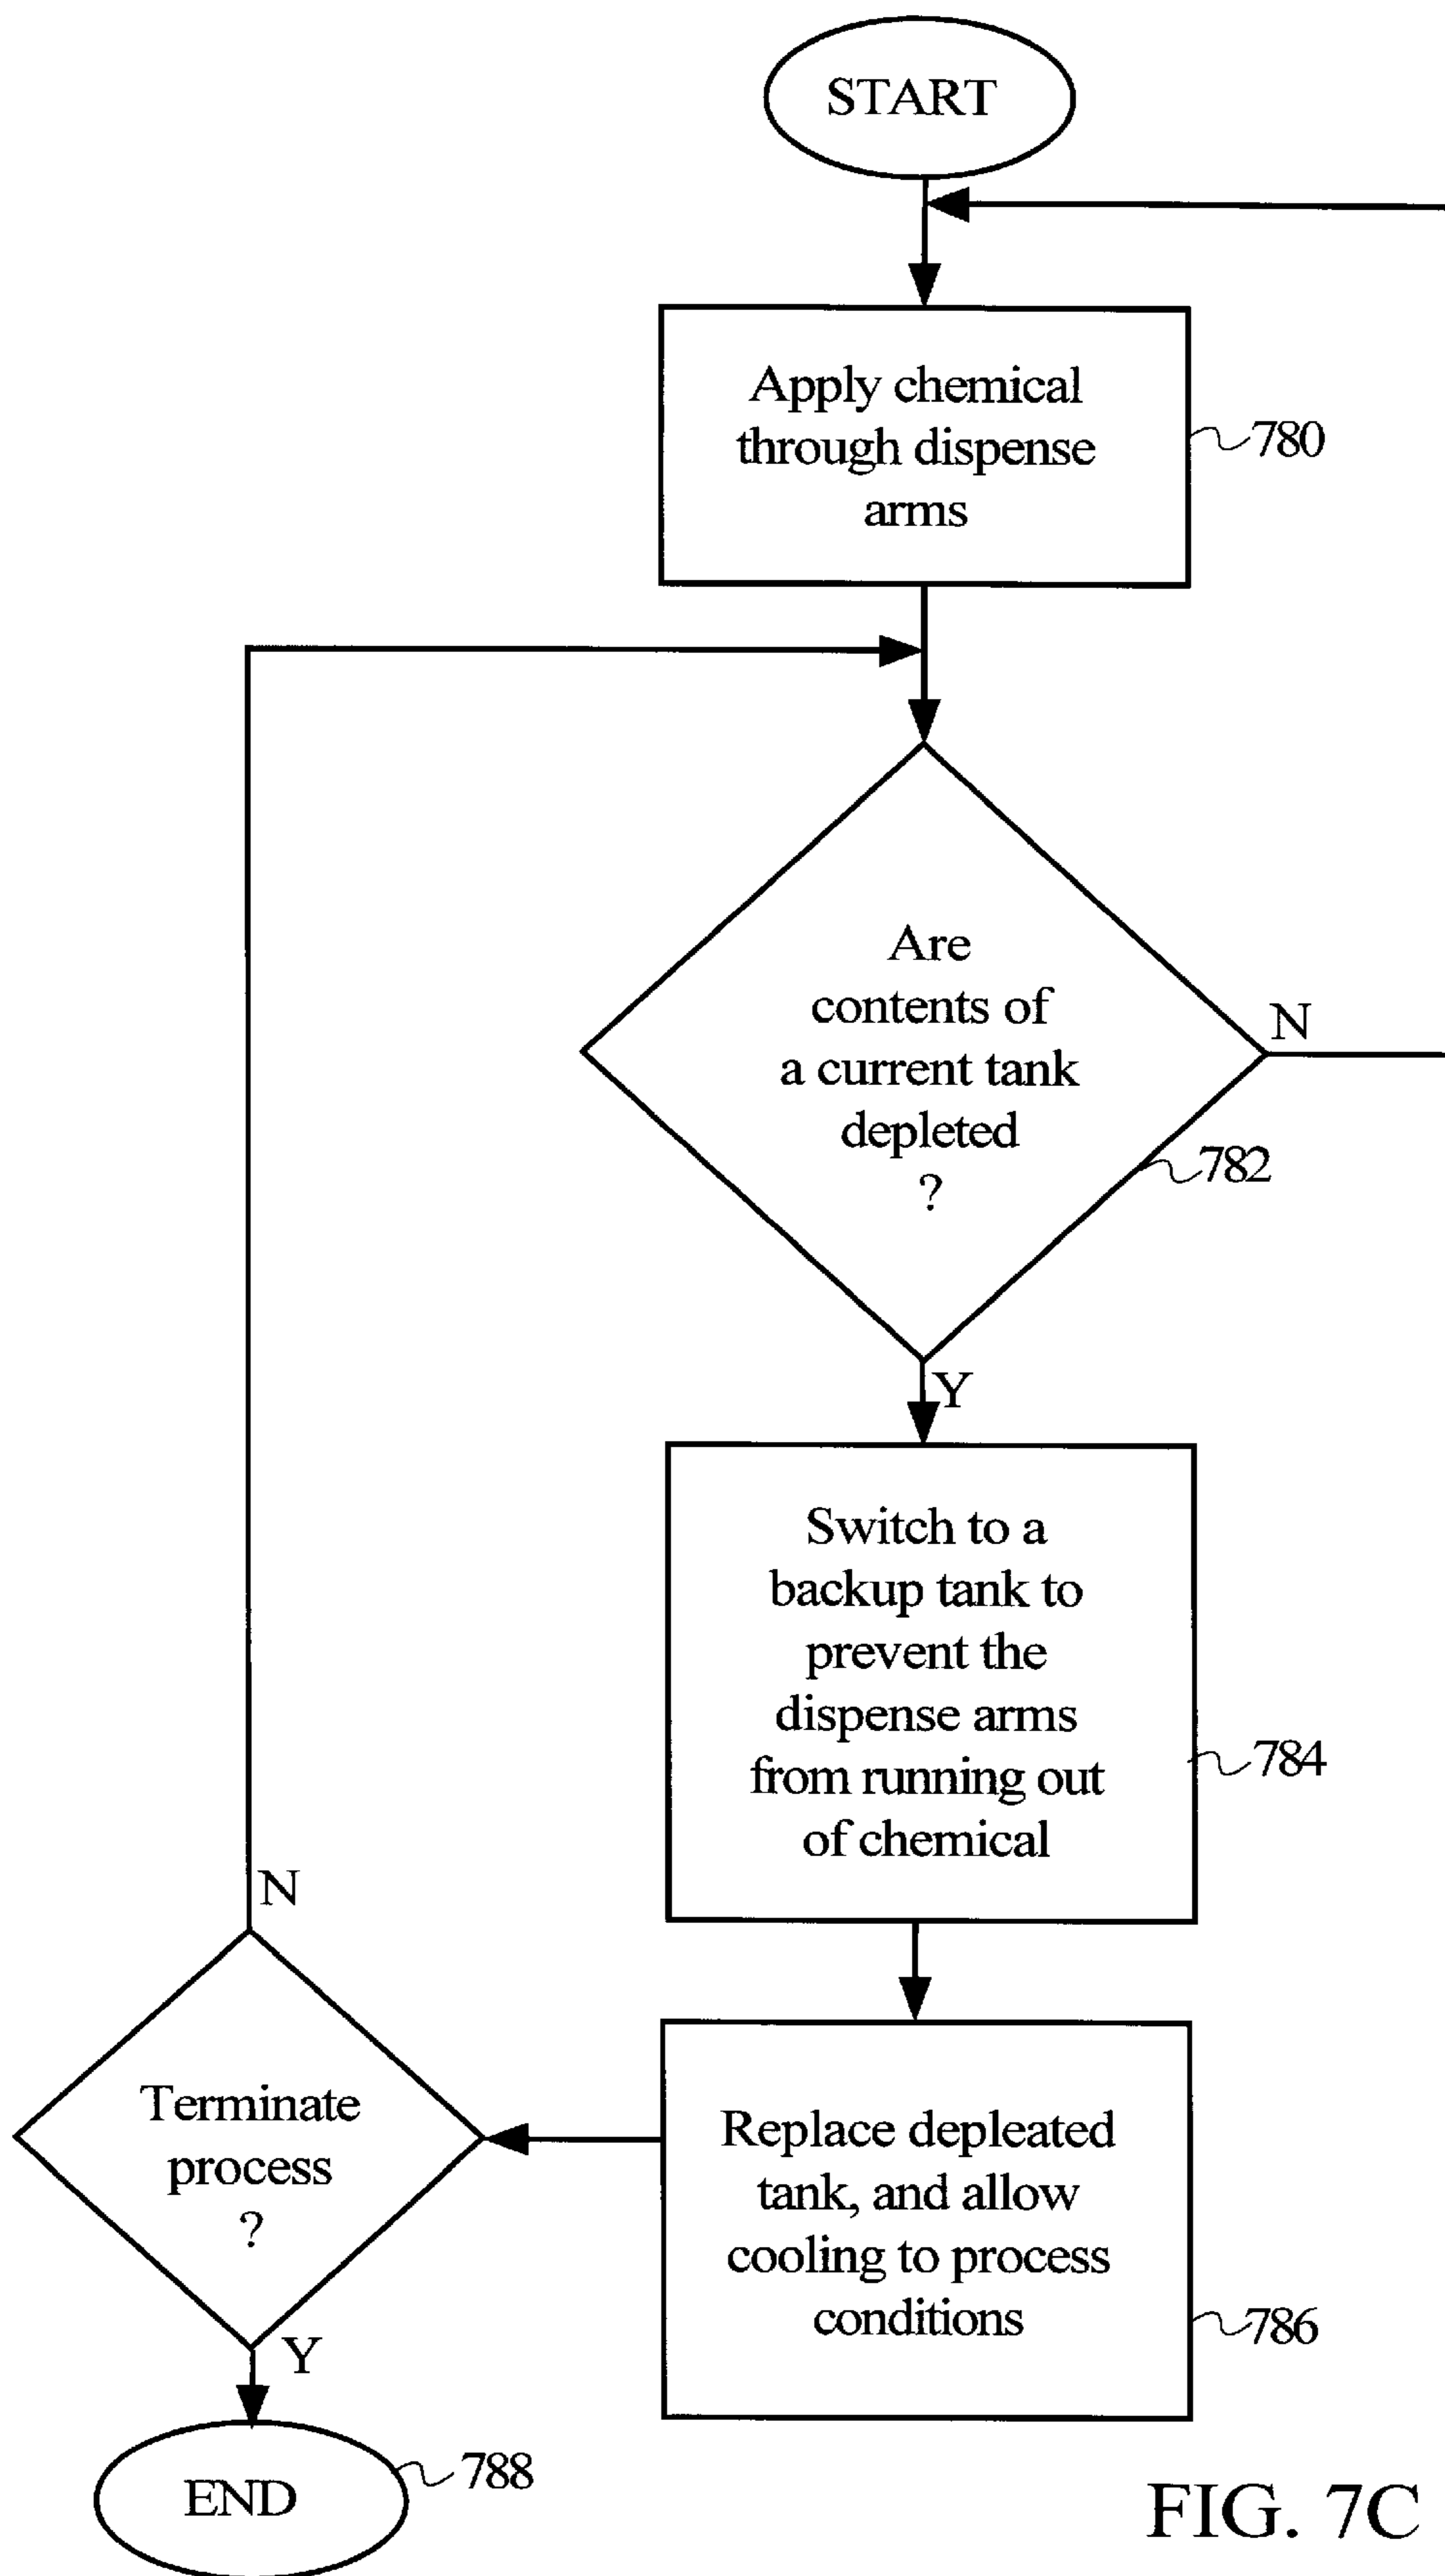 START
Apply chemical
through dispense
arms
780
Are
contents of
a current tank
depleted
?
N
782
Y
Switch to a
backup tank to
prevent the
dispense arms
from running out
of chemical
784
N
Terminate
process
?
Replace depleated
tank, and allow
cooling to process
conditions
786
Y
END
788
FIG. 7C